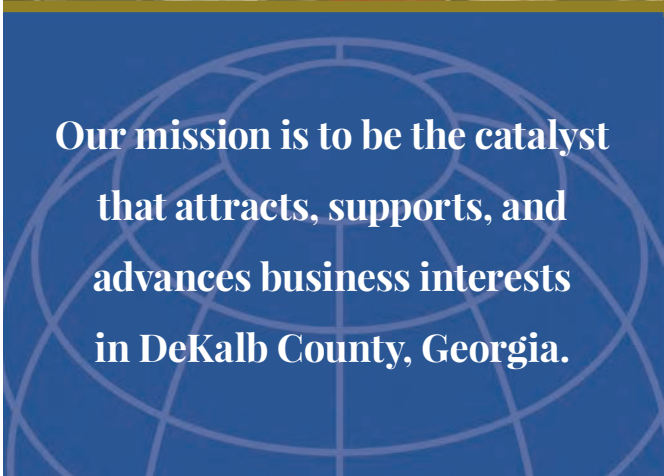 Our mission is to be the catalyst
that attracts, supports, and
advances business interests
in DeKalb County, Georgia.